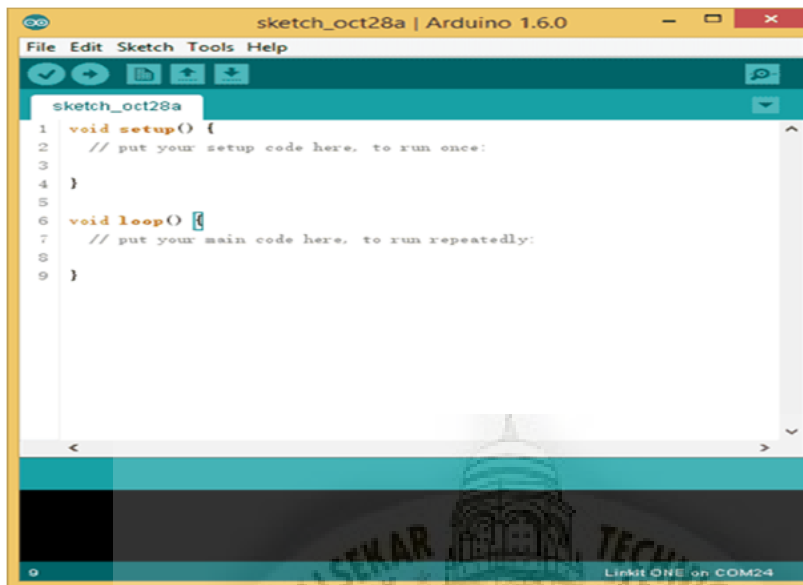 sketch_oct28a | Arduino 1.6.0
File Edit Sketch Tools Help
sketch_oct28a
1 void setup() {
2 // put your setup code here, to run once:
3
4 }
5
6 void loop() {
7 // put your main code here, to run repeatedly:
8
9 }
SEKAR TECH
9 Linkit ONE on COM24